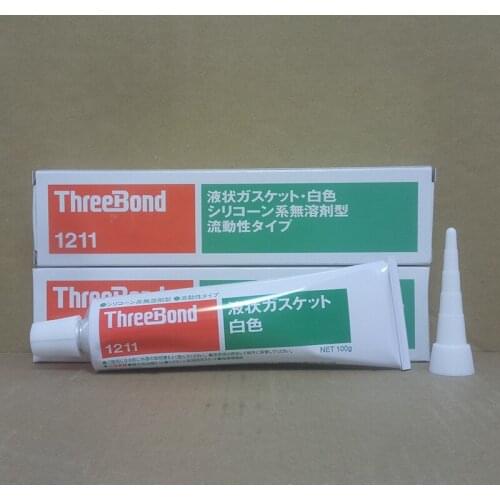 ThreeBond
1211
液状ガスケット・白色
シリコーン系無溶剤型
流動性タイプ
ThreeBond
●シリコーン系無溶剤型 ●流動性タイプ
ThreeBond
1211
液状ガスケット
白色
NET 100g